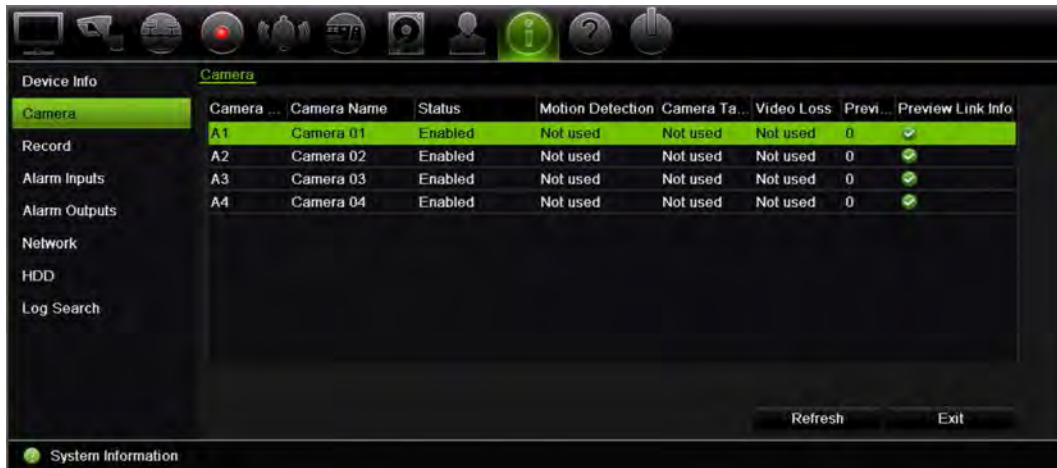 Device Info
Camera
Record
Alarm Inputs
Alarm Outputs
Network
HDD
Log Search
Camera
Camera ... Camera Name Status Motion Detection Camera Ta... Video Loss Previ... Preview Link Info
A1 Camera 01 Enabled Not used Not used Not used 0
A2 Camera 02 Enabled Not used Not used Not used 0
A3 Camera 03 Enabled Not used Not used Not used 0
A4 Camera 04 Enabled Not used Not used Not used 0
Refresh Exit
System Information